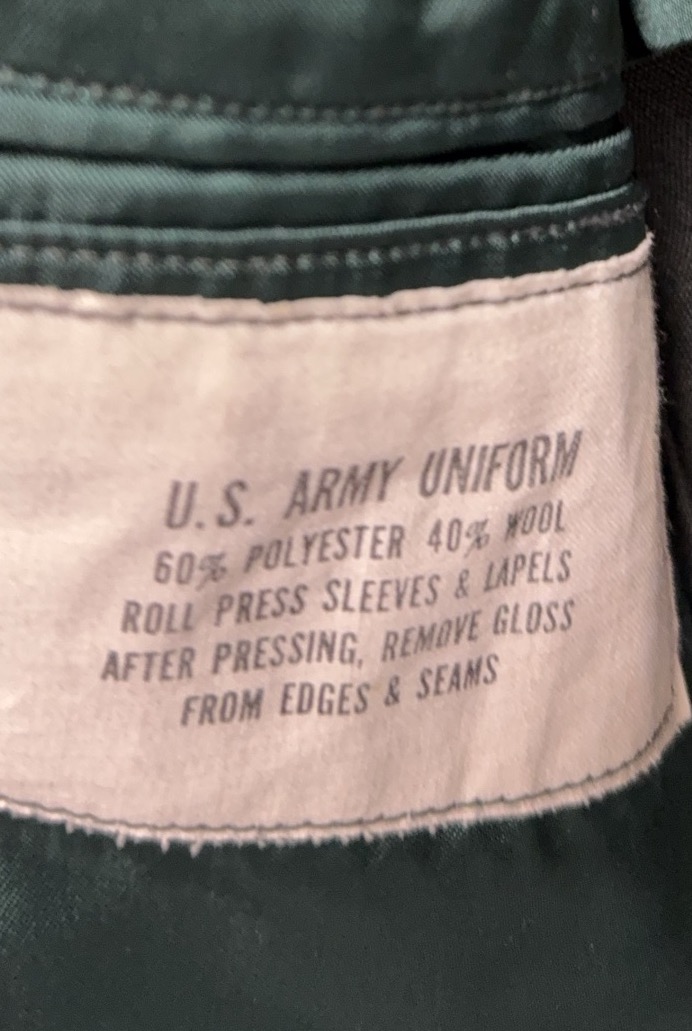 U.S. ARMY UNIFORM
60% POLYESTER 40% WOOL
ROLL PRESS SLEEVES & LAPELS
AFTER PRESSING, REMOVE GLOSS
FROM EDGES & SEAMS